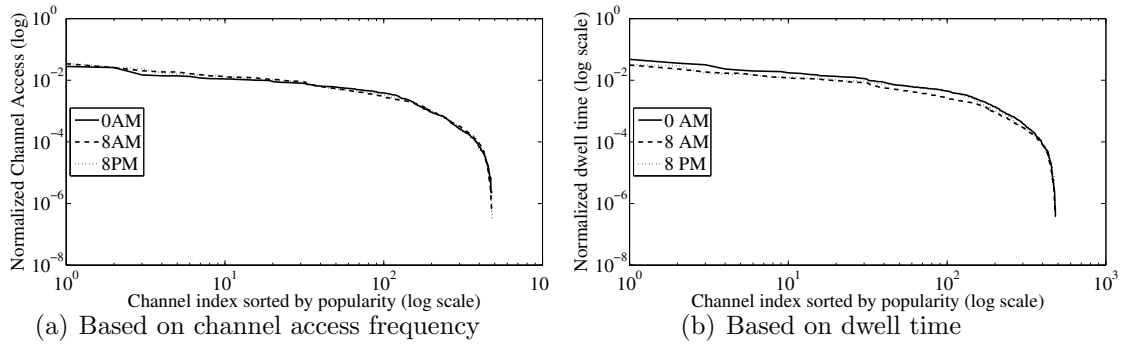 Normalized Channel Access (log)
10^0
10^-2
10^-4
10^-6
10^-8
0AM
8AM
8PM
10^0
10^1
10^2
10
Channel index sorted by popularity (log scale)
(a) Based on channel access frequency
Normalized dwell time (log scale)
10^0
10^-2
10^-4
10^-6
10^-8
0 AM
8 AM
8 PM
10^0
10^1
10^2
10^3
Channel index sorted by popularity (log scale)
(b) Based on dwell time